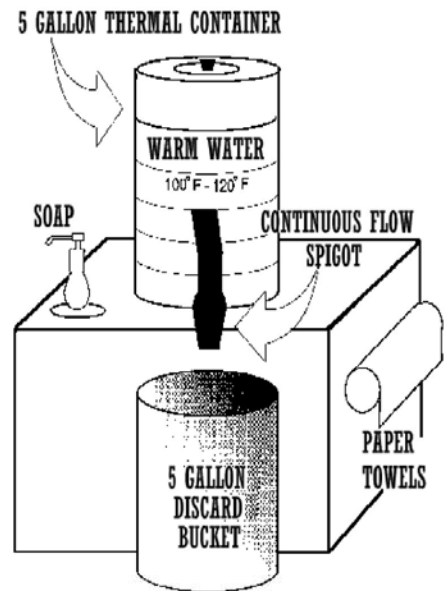 5 GALLON THERMAL CONTAINER
WARM WATER
100°F - 120°F
SOAP
CONTINUOUS FLOW
SPIGOT
PAPER
TOWELS
5 GALLON
DISCARD
BUCKET